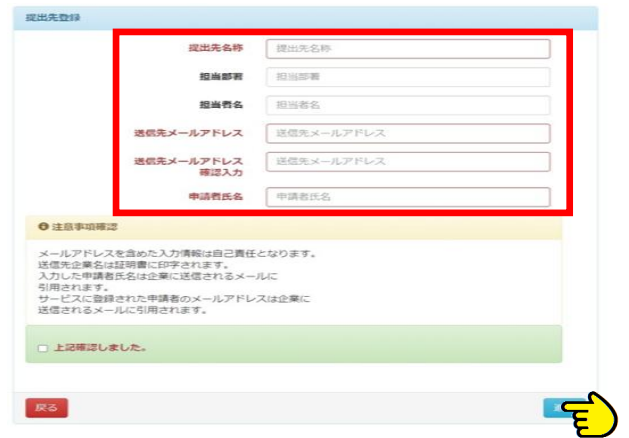 提出先登録
提出先名称
提出先名称
担当部署
担当部署
担当者名
担当者名
送信先メールアドレス
送信先メールアドレス
送信先メールアドレス
確認入力
送信先メールアドレス
申請者氏名
申請者氏名
注意事項確認
メールアドレスを含めた入力情報は自己責任となります。
送信先企業名は証明書に印字されます。
入力した申請者氏名は企業に送信されるメールに
引用されます。
サービスに登録された申請者のメールアドレスは企業に
送信されるメールに引用されます。
上記確認しました。
戻る